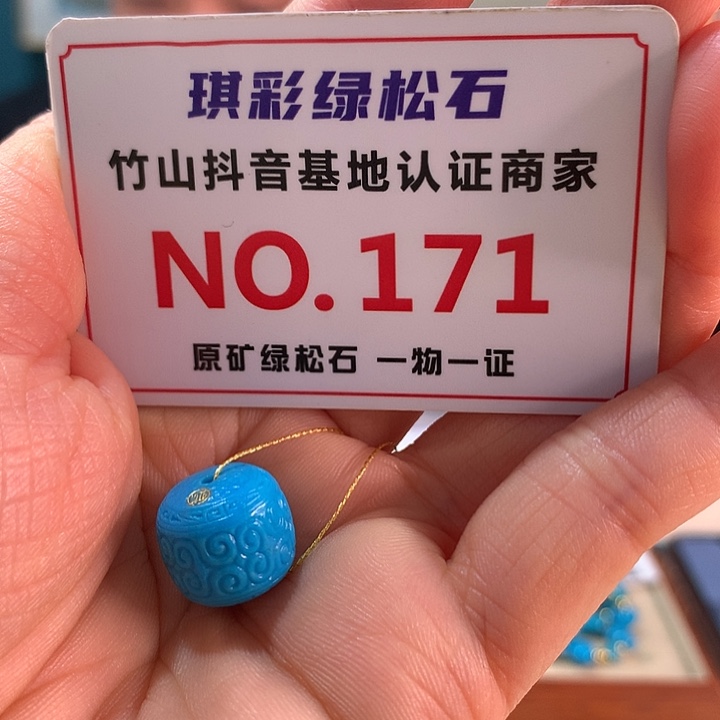 琪彩绿松石
竹山抖音基地认证商家
NO.171
原矿绿松石 一物一证